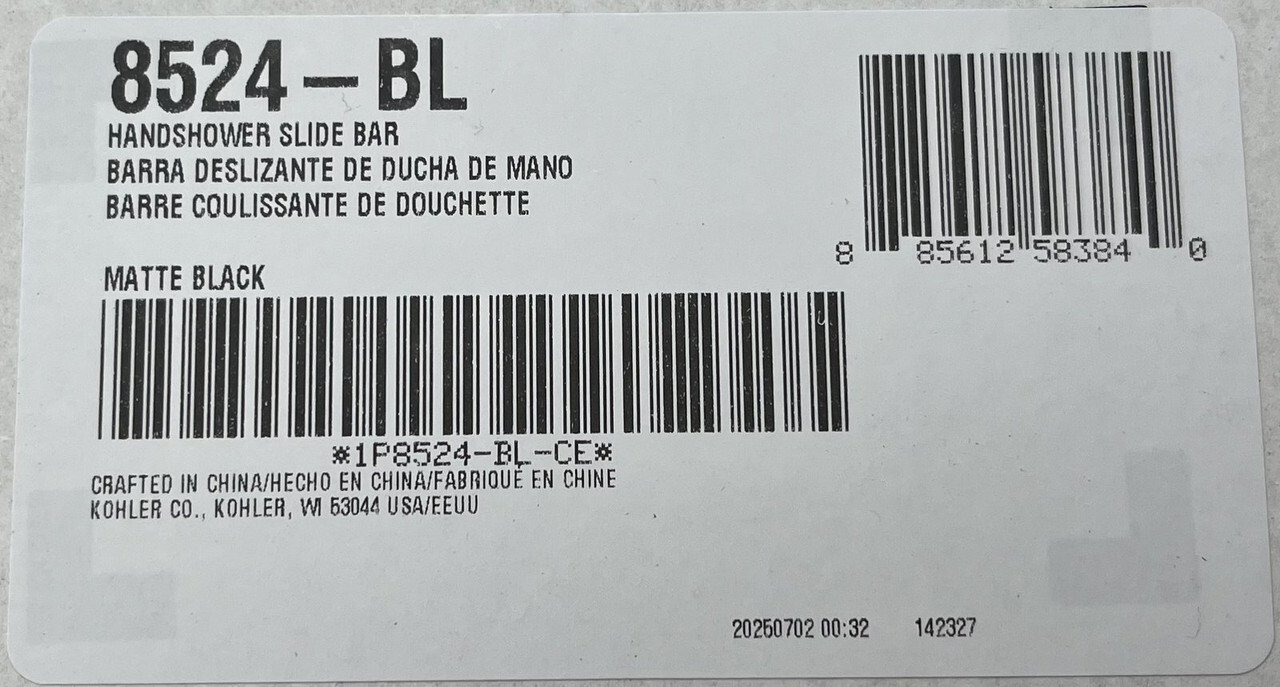 8524-BL
HANDSHOWER SLIDE BAR
BARRA DESLIZANTE DE DUCHA DE MANO
BARRE COULISSANTE DE DOUCHETTE
8 85612 58384 0
MATTE BLACK
*1P8524-BL-CE*
CRAFTED IN CHINA/HECHO EN CHINA/FABRIQUÉ EN CHINE
KOHLER CO., KOHLER, WI 53044 USA/EEUU
20250702 00:32 142327